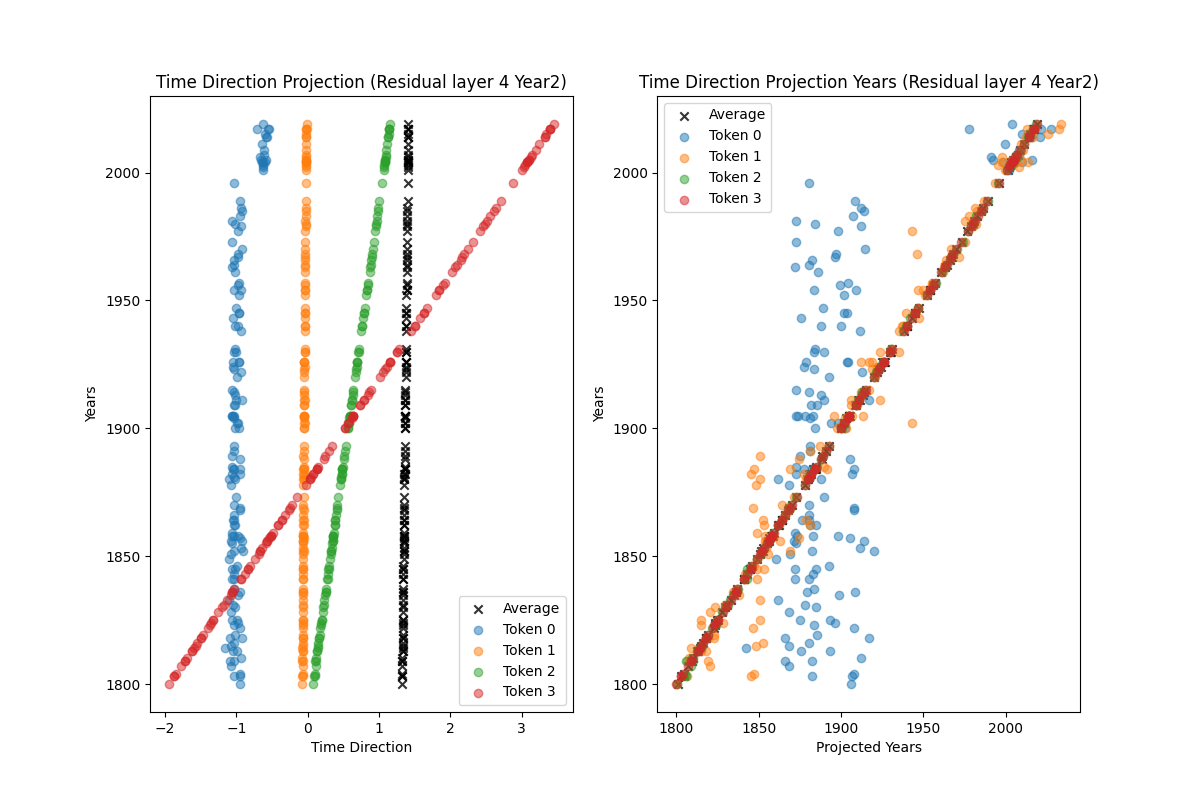 Time Direction Projection (Residual layer 4 Year2)
Years
2000
1950
1900
1850
1800
−2
−1
0
1
2
3
Time Direction
Average
Token 0
Token 1
Token 2
Token 3
Time Direction Projection Years (Residual layer 4 Year2)
Average
Token 0
Token 1
Token 2
Token 3
Years
2000
1950
1900
1850
1800
1800
1850
1900
1950
2000
Projected Years